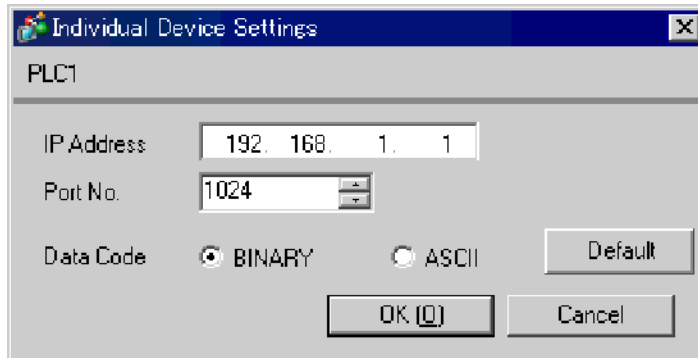 Individual Device Settings
PLC1
IP Address 192. 168. 1. 1
Port No. 1024
Data Code BINARY ASCII Default
OK (O) Cancel